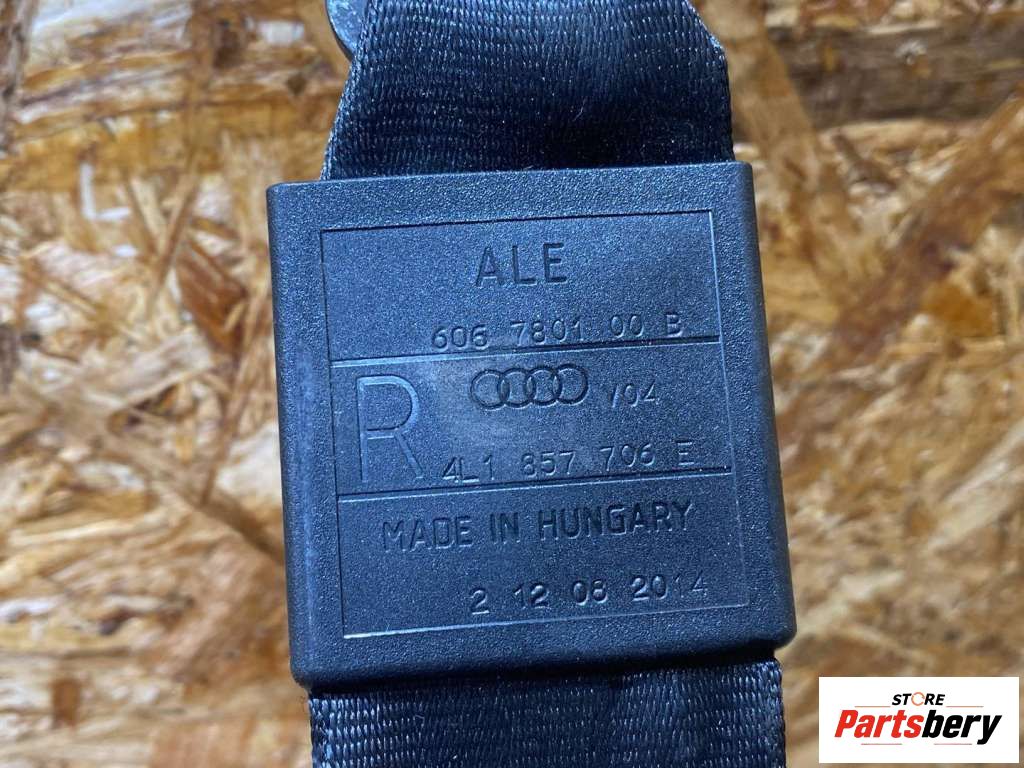 ALE
606 7801 00 B
R
V04
4L1 857 706 E
MADE IN HUNGARY
2 12 08 2014
STORE
Partsbery